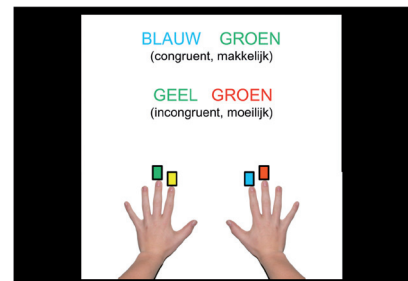 BLAUW GROEN
(congruent, makkelijk)
GEEL GROEN
(incongruent, moeilijk)